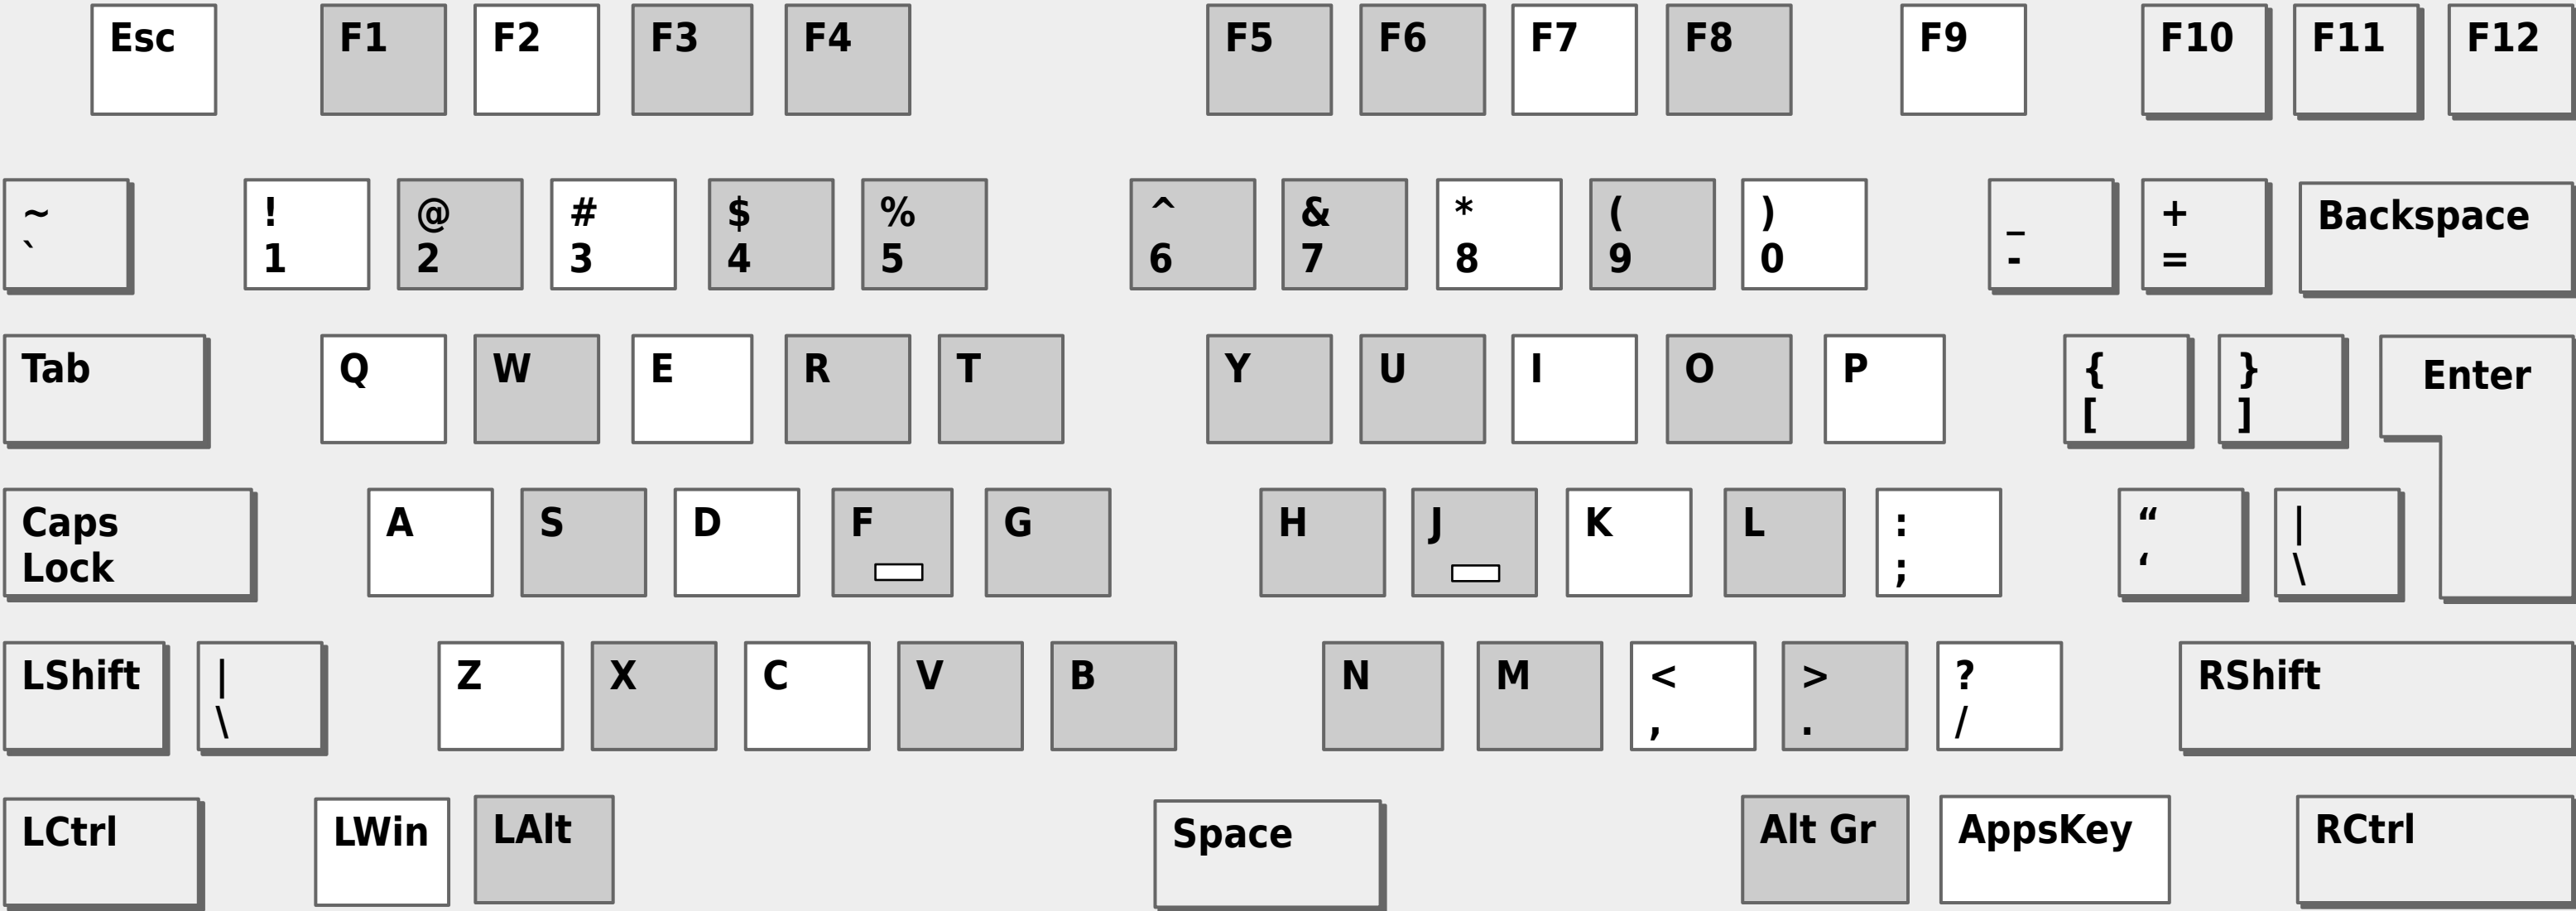 Esc F1 F2 F3 F4 F5 F6 F7 F8 F9 F10 F11 F12
~ ! @ # $ % ^ & * ( ) _ + Backspace
` 1 2 3 4 5 6 7 8 9 0 - =
Tab Q W E R T Y U I O P { } Enter
[ ]
Caps A S D F G H J K L : “ |
Lock ; ‘ \
LShift | Z X C V B N M < > ? RShift
\ , . /
LCtrl LWin LAlt Space Alt Gr AppsKey RCtrl